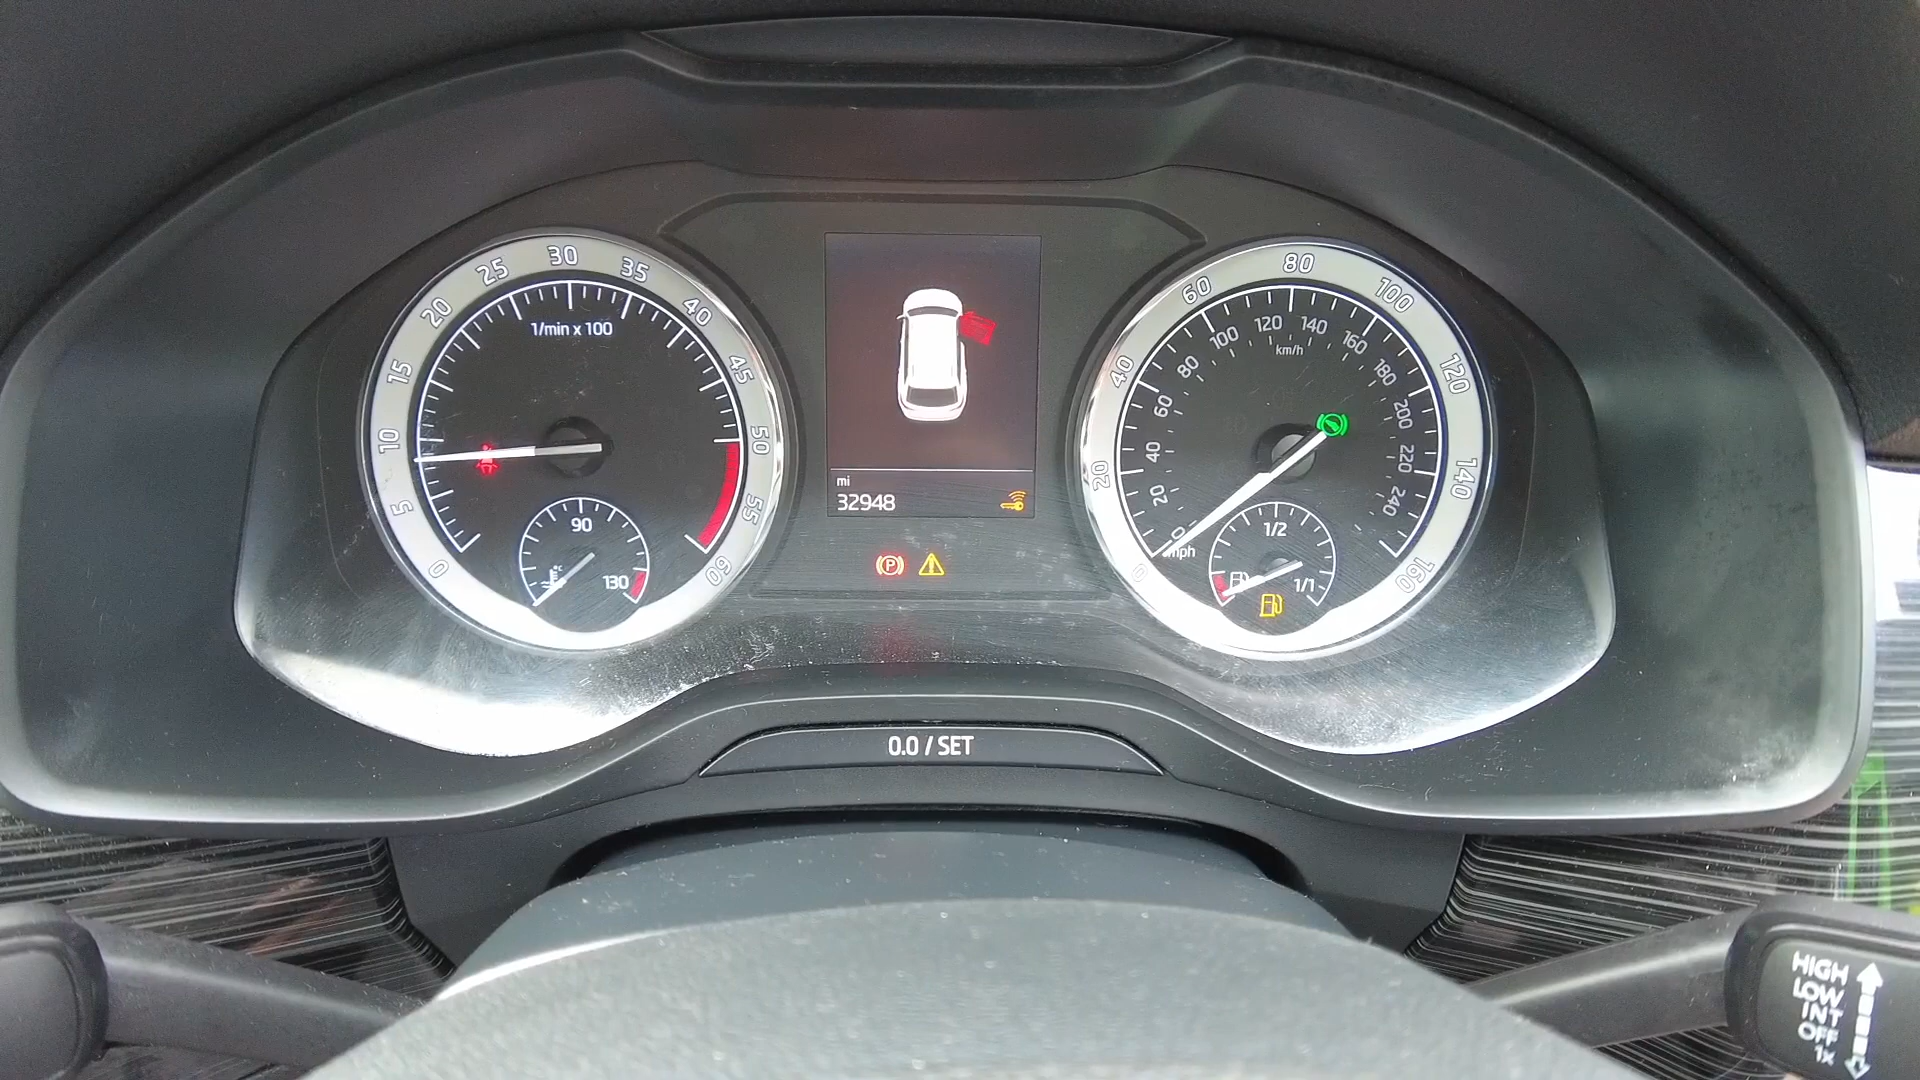 0 5 10 15 20 25 30 35 40 45 50 55 60
1/min x 100
90
130
°C
mi
32948
P
0 20 40 60 80 100 120 140 160
0 20 40 60 80 100 120 140 160 180 200 220 240
km/h
mph
1/2
1/1
0.0 / SET
HIGH
LOW
INT
OFF
1x